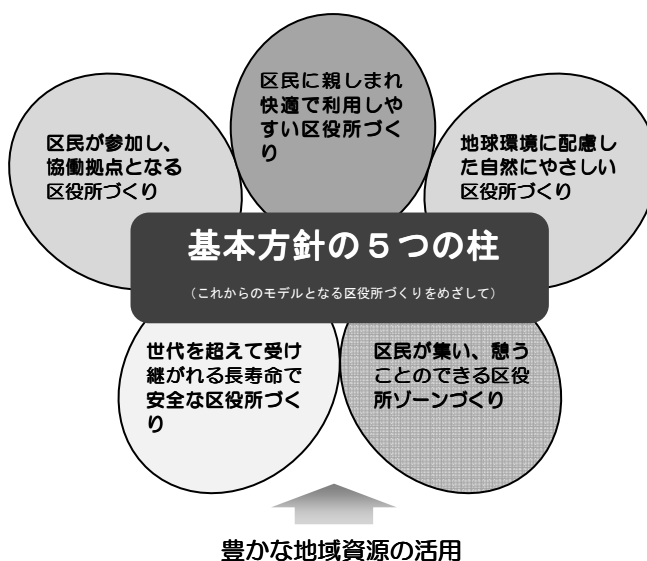 区民に親しまれ
快適で利用しや
すい区役所づく
り
区民が参加し、
協働拠点となる
区役所づくり
地球環境に配慮し
た自然にやさしい
区役所づくり
基本方針の５つの柱
（これからのモデルとなる区役所づくりをめざして）
世代を超えて受け
継がれる長寿命で
安全な区役所づく
り
区民が集い、憩う
ことのできる区役
所ゾーンづくり
豊かな地域資源の活用